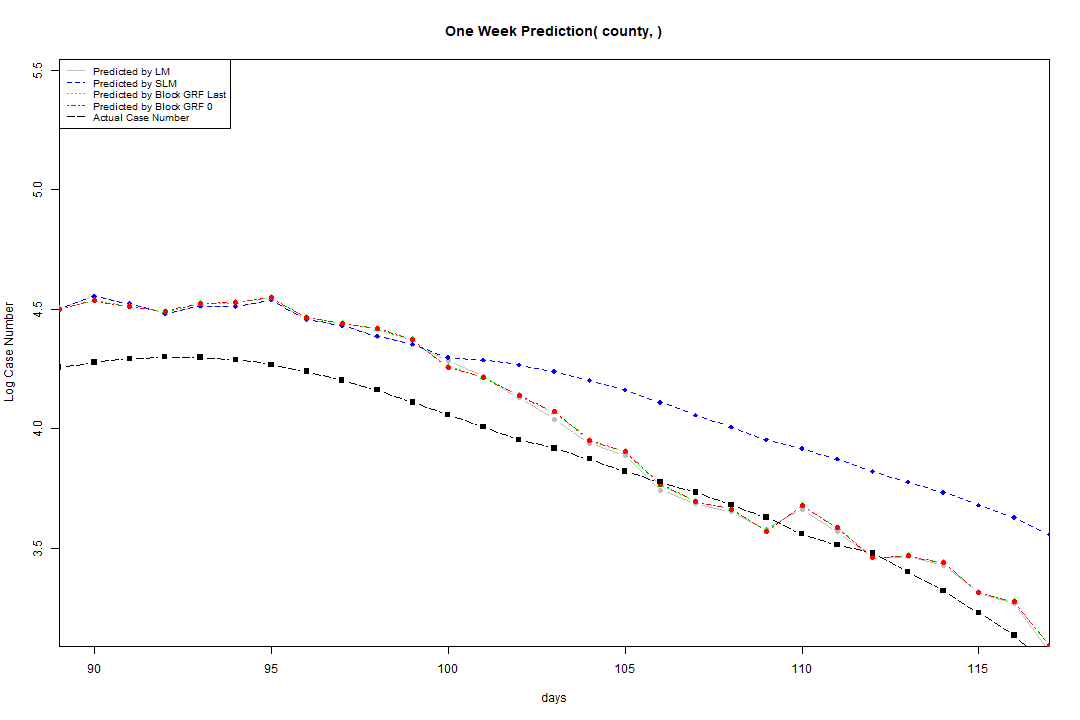 One Week Prediction( county, )
Predicted by LM
Predicted by SLM
Predicted by Block GRF Last
Predicted by Block GRF 0
Actual Case Number
5.5
5.0
4.5
4.0
3.5
Log Case Number
90 95 100 105 110 115
days